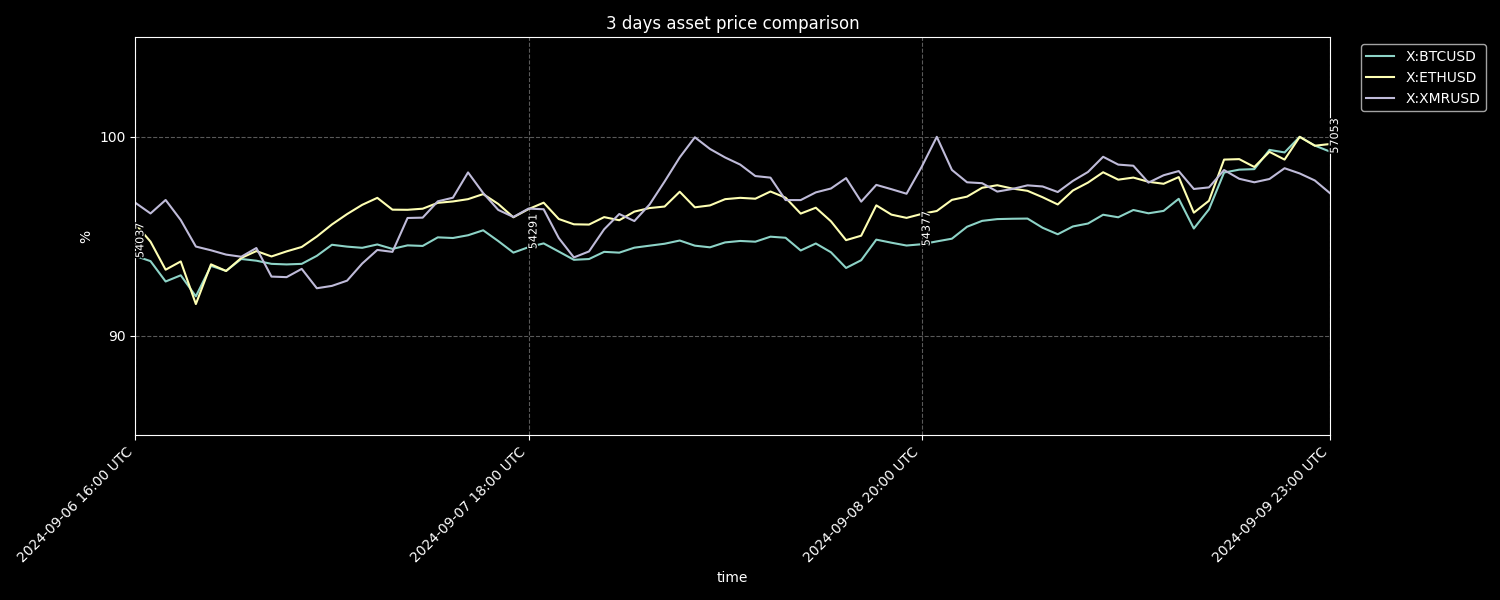 3 days asset price comparison
X:BTCUSD
X:ETHUSD
X:XMRUSD
100
90
%
54037
54291
54377
57053
2024-09-06 16:00 UTC
2024-09-07 18:00 UTC
2024-09-08 20:00 UTC
2024-09-09 23:00 UTC
time